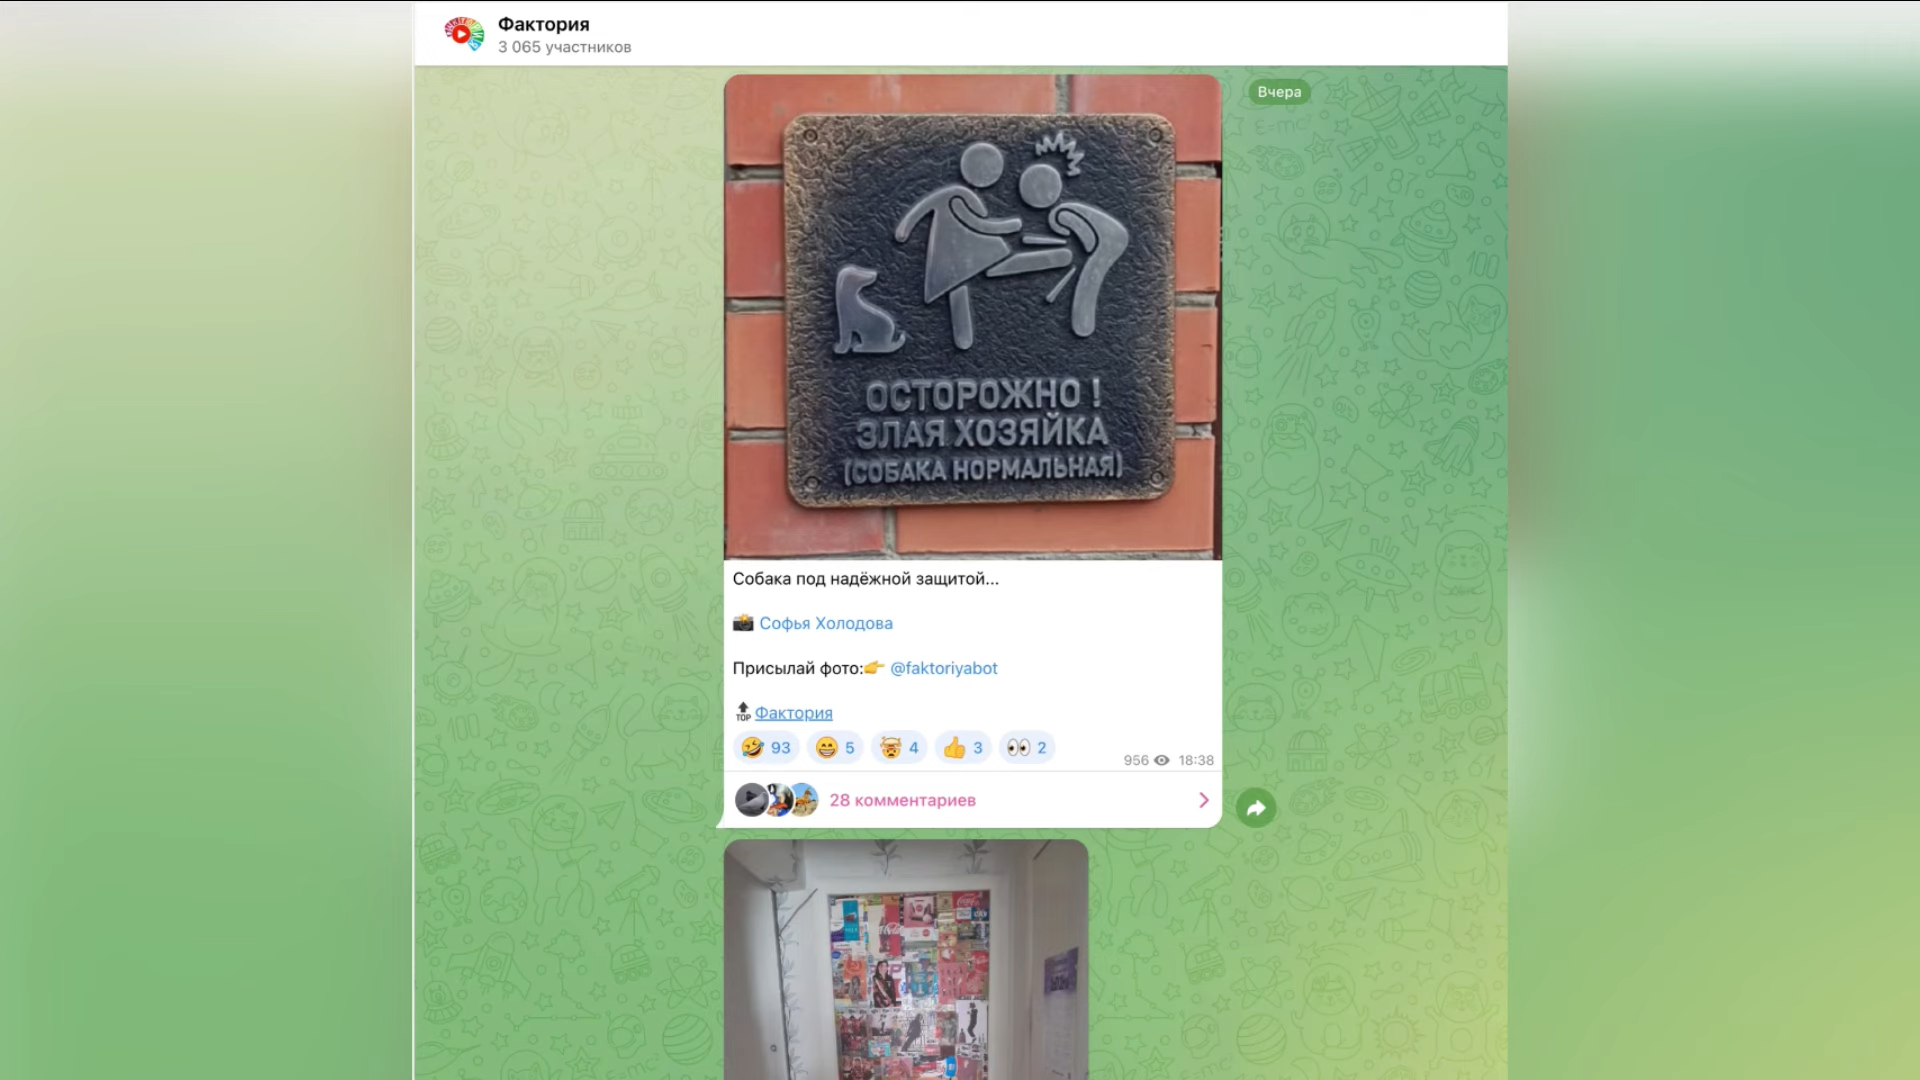 Фактория
3 065 участников
Вчера
ОСТОРОЖНО !
ЗЛАЯ ХОЗЯЙКА
(СОБАКА НОРМАЛЬНАЯ)
Собака под надёжной защитой...
📸 Софья Холодова
Присылай фото:👉 @faktoriyabot
🔝 Фактория
🤣 93 😁 5 🤯 4 👍 3 👀 2
956 18:38
28 комментариев